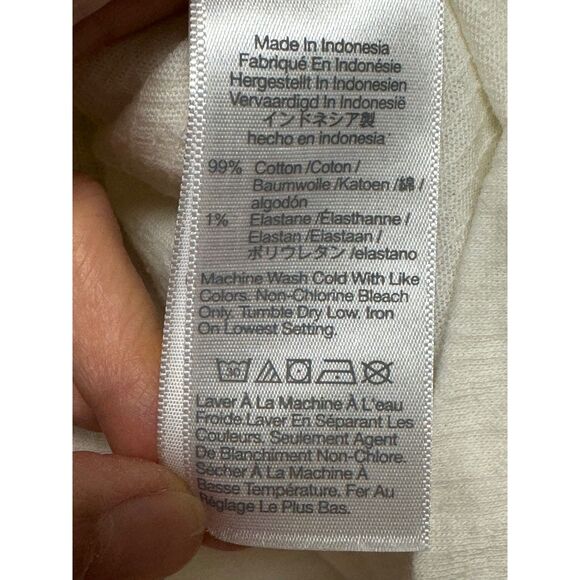 Made In Indonesia
Fabriqué En Indonésie
Hergestellt In Indonesien
Vervaardigd In Indonesië
インドネシア製
hecho en indonesia
99% Cotton /Coton /
Baumwolle /Katoen /綿 /
algodón
1% Elastane /Élasthanne /
Elastan /Elastaan /
ポリウレタン /elastano
Machine Wash Cold With Like
Colors. Non-Chlorine Bleach
Only. Tumble Dry Low. Iron
On Lowest Setting.
30
Laver À La Machine À L'eau
Froide.Laver En Séparant Les
Couleurs. Seulement Agent
De Blanchiment Non-Chlore.
Sécher À La Machine À
Basse Température. Fer Au
Réglage Le Plus Bas.